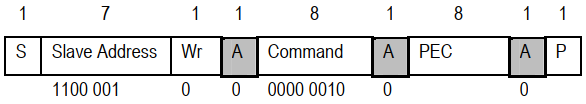 1 7 1 1 8 1 8 1 1
S Slave Address Wr A Command A PEC A P
1100 001 0 0 0000 0010 0 0